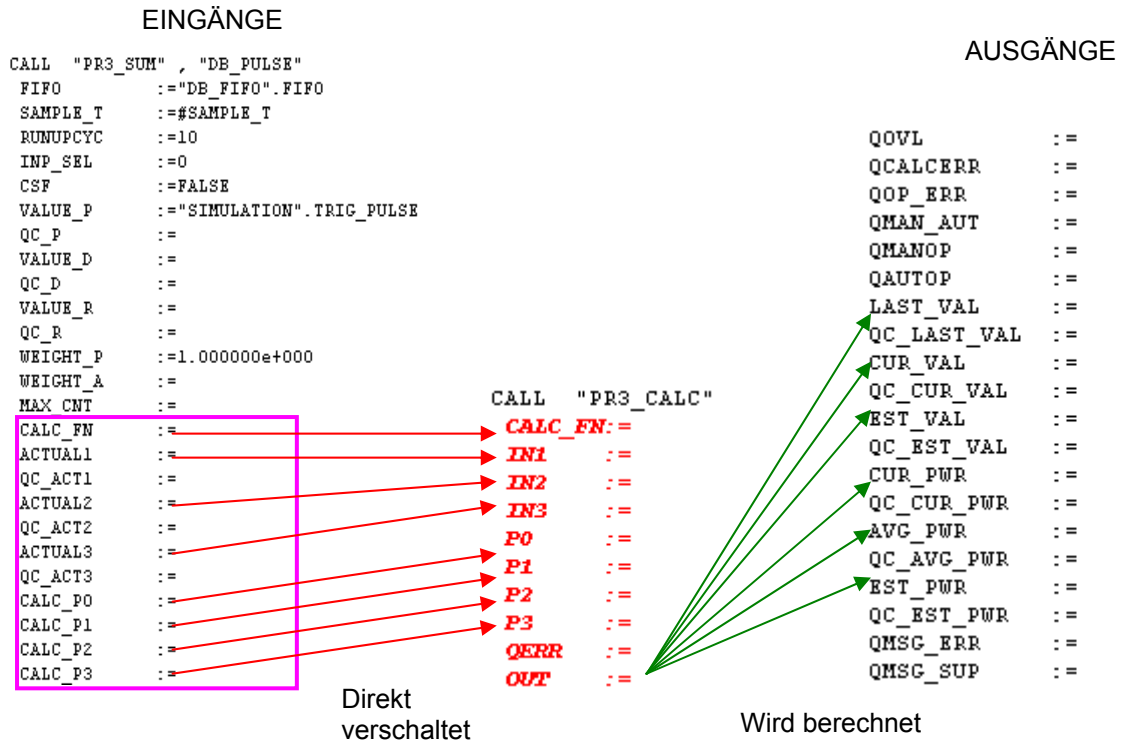 EINGÄNGE
CALL "PR3_SUM" , "DB_PULSE"
FIFO :="DB_FIFO".FIFO
SAMPLE_T :=#SAMPLE_T
RUNUPCYC :=10
INP_SEL :=0
CSF :=FALSE
VALUE_P :="SIMULATION".TRIG_PULSE
QC_P :=
VALUE_D :=
QC_D :=
VALUE_R :=
QC_R :=
WEIGHT_P :=1.000000e+000
WEIGHT_A :=
MAX_CNT :=
CALC_FN :=
ACTUAL1 :=
QC_ACT1 :=
ACTUAL2 :=
QC_ACT2 :=
ACTUAL3 :=
QC_ACT3 :=
CALC_P0 :=
CALC_P1 :=
CALC_P2 :=
CALC_P3 :=
CALL "PR3_CALC"
CALC_FN:=
IN1 :=
IN2 :=
IN3 :=
P0 :=
P1 :=
P2 :=
P3 :=
QERR :=
OUT :=
Direkt
verschaltet
AUSGÄNGE
QOVL :=
QCALCERR :=
QOP_ERR :=
QMAN_AUT :=
QMANOP :=
QAUTOP :=
LAST_VAL :=
QC_LAST_VAL :=
CUR_VAL :=
QC_CUR_VAL :=
EST_VAL :=
QC_EST_VAL :=
CUR_PWR :=
QC_CUR_PWR :=
AVG_PWR :=
QC_AVG_PWR :=
EST_PWR :=
QC_EST_PWR :=
QMSG_ERR :=
QMSG_SUP :=
Wird berechnet